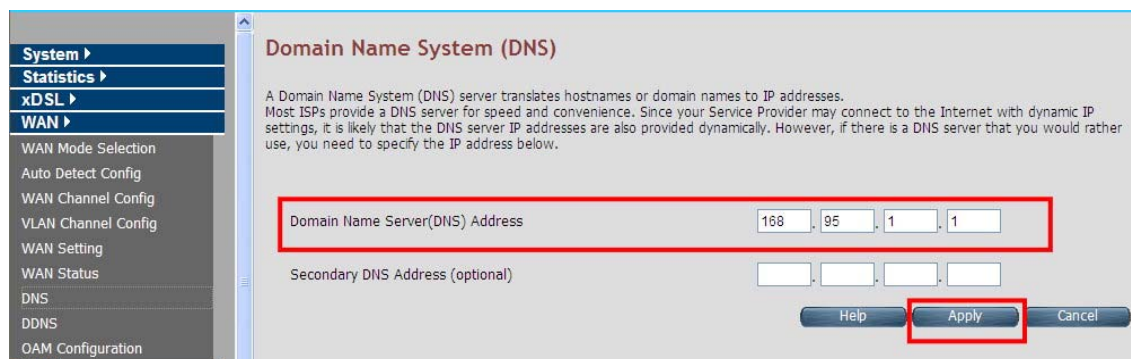 System
Statistics
xDSL
WAN
WAN Mode Selection
Auto Detect Config
WAN Channel Config
VLAN Channel Config
WAN Setting
WAN Status
DNS
DDNS
OAM Configuration
Domain Name System (DNS)
A Domain Name System (DNS) server translates hostnames or domain names to IP addresses.
Most ISPs provide a DNS server for speed and convenience. Since your Service Provider may connect to the Internet with dynamic IP
settings, it is likely that the DNS server IP addresses are also provided dynamically. However, if there is a DNS server that you would rather
use, you need to specify the IP address below.
Domain Name Server(DNS) Address 168 . 95 . 1 . 1
Secondary DNS Address (optional) . . .
Help Apply Cancel